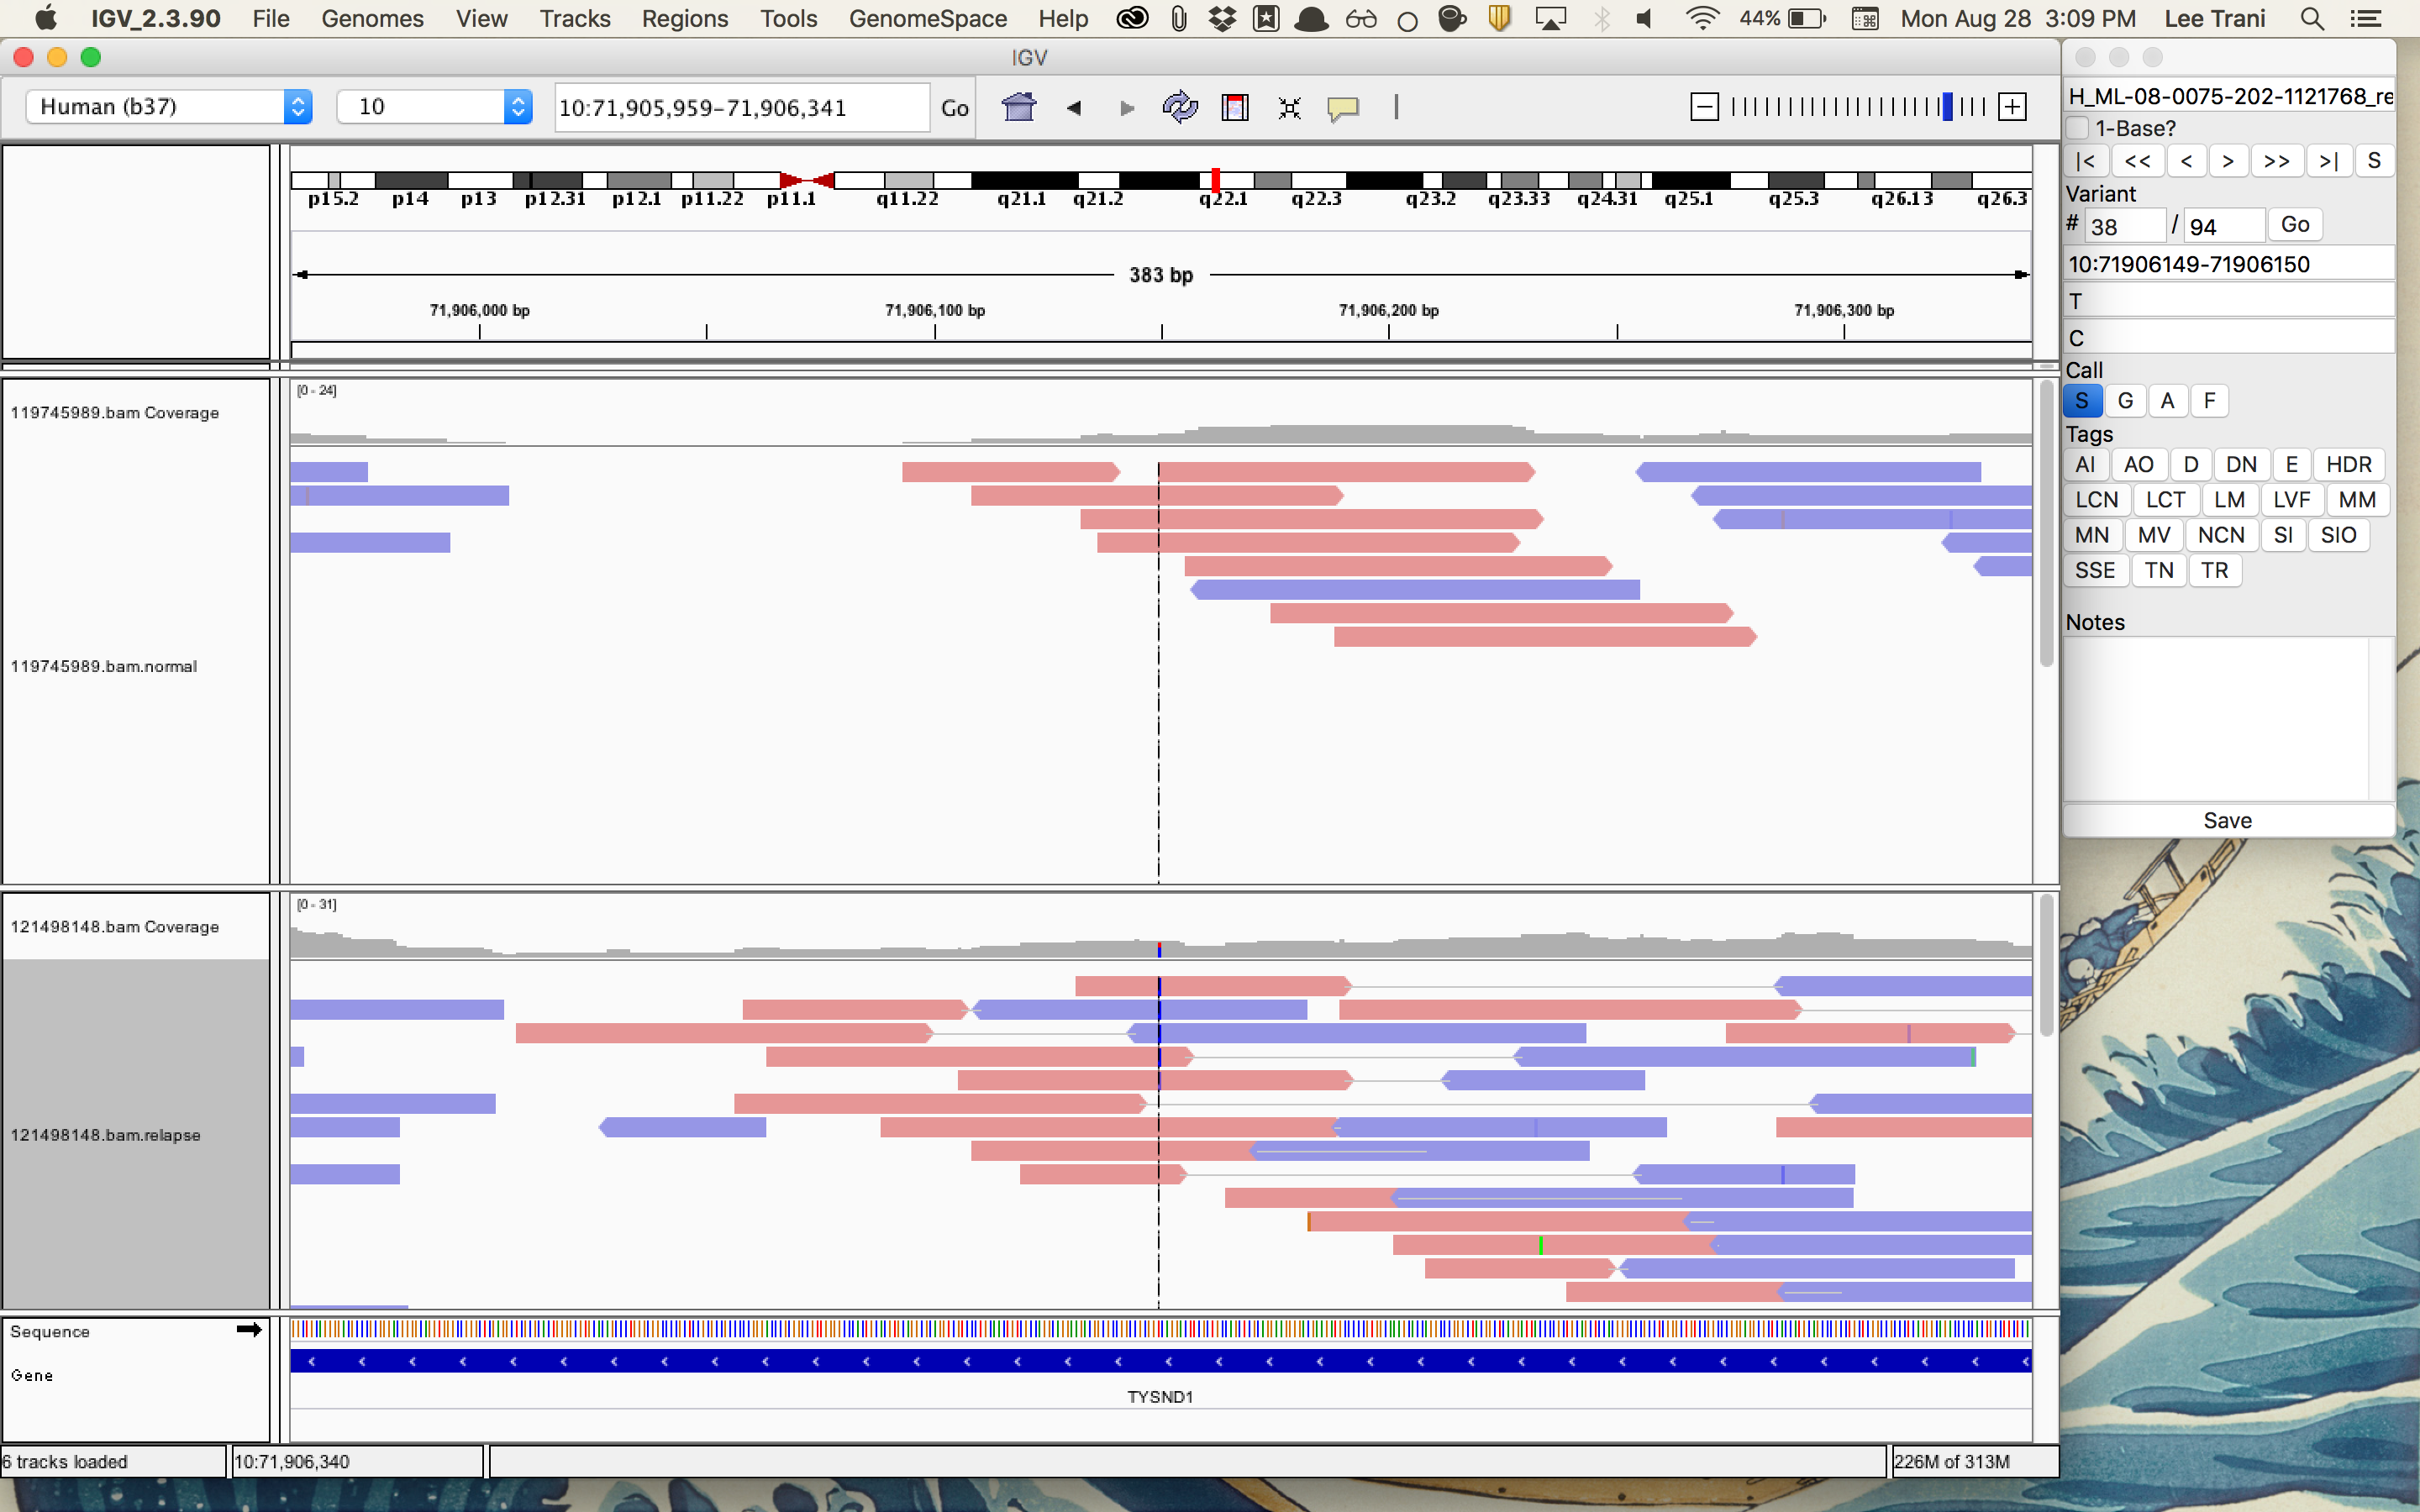 IGV_2.3.90 File Genomes View Tracks Regions Tools GenomeSpace Help 44% Mon Aug 28 3:09 PM Lee Trani
IGV
Human (b37) 10 10:71,905,959-71,906,341 Go
p15.2 p14 p13 p12.31 p12.1 p11.22 p11.1 q11.22 q21.1 q21.2 q22.1 q22.3 q23.2 q23.33 q24.31 q25.1 q25.3 q26.13 q26.3
383 bp
71,906,000 bp 71,906,100 bp 71,906,200 bp 71,906,300 bp
[0 - 24]
119745989.bam Coverage
119745989.bam.normal
[0 - 31]
121498148.bam Coverage
121498148.bam.relapse
Sequence
Gene
TYSND1
6 tracks loaded 10:71,906,340 226M of 313M
H_ML-08-0075-202-1121768_re
1-Base?
|< << < > >> >| S
Variant
# 38 / 94 Go
10:71906149-71906150
T
C
Call
S G A F
Tags
AI AO D DN E HDR
LCN LCT LM LVF MM
MN MV NCN SI SIO
SSE TN TR
Notes
Save